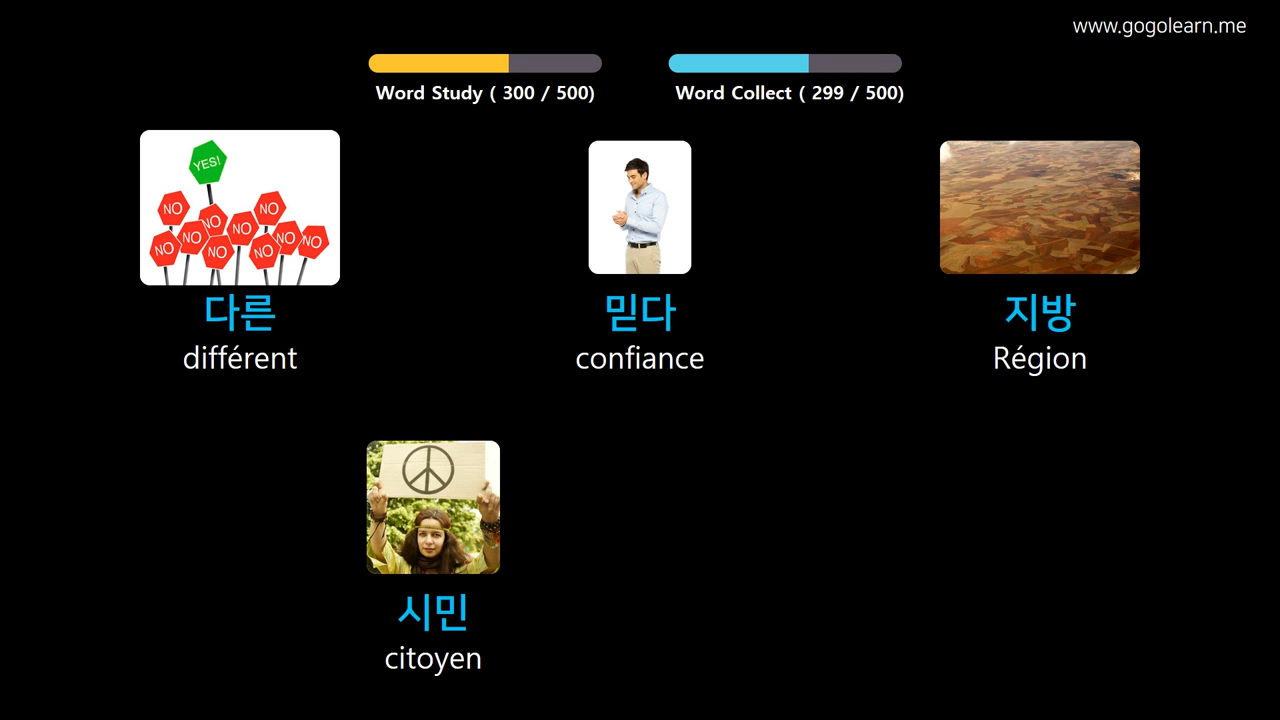 www.gogolearn.me
Word Study ( 300 / 500)
Word Collect ( 299 / 500)
YES!
NO
NO
NO
NO
NO
NO
NO
NO
NO
NO
다른
différent
믿다
confiance
지방
Région
시민
citoyen